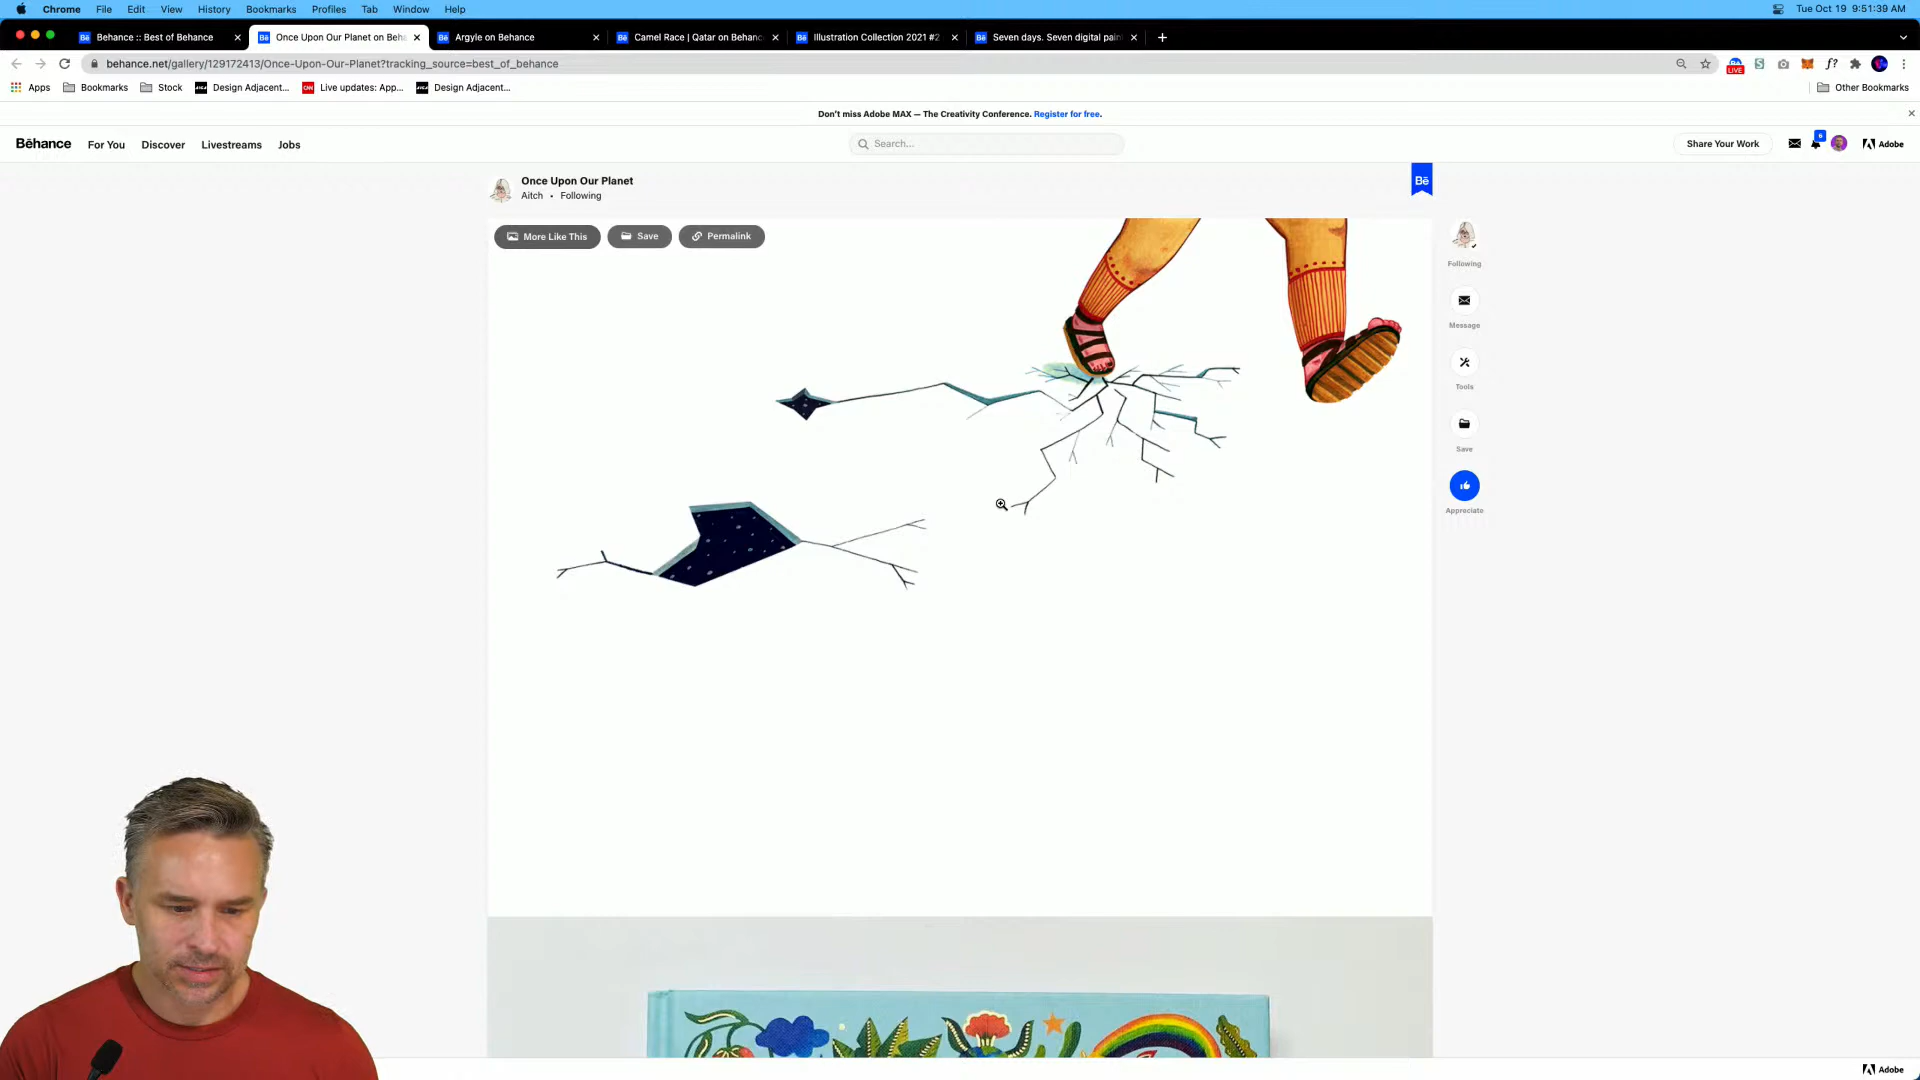 Chrome File Edit View History Bookmarks Profiles Tab Window Help Tue Oct 19 9:51:39 AM
Behance :: Best of Behance Once Upon Our Planet on Beha Argyle on Behance Camel Race | Qatar on Behanc Illustration Collection 2021 #2 Seven days. Seven digital pain
behance.net/gallery/129172413/Once-Upon-Our-Planet?tracking_source=best_of_behance
LIVE
Apps Bookmarks Stock Design Adjacent... Live updates: App... Design Adjacent... Other Bookmarks
Don't miss Adobe MAX — The Creativity Conference. Register for free.
Bēhance For You Discover Livestreams Jobs Search... Share Your Work 6 Adobe
Once Upon Our Planet
Aitch • Following
Bē
More Like This Save Permalink
Following
Message
Tools
Save
Appreciate
Adobe